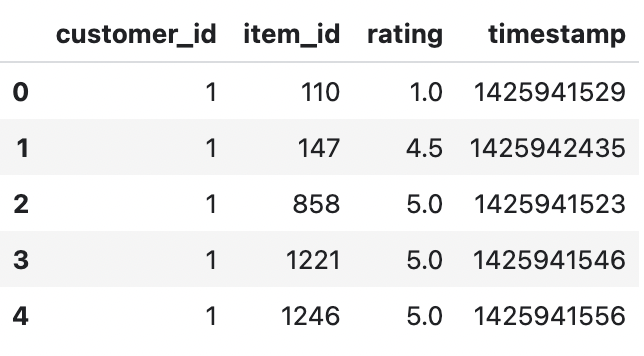 customer_id item_id rating timestamp
0 1 110 1.0 1425941529
1 1 147 4.5 1425942435
2 1 858 5.0 1425941523
3 1 1221 5.0 1425941546
4 1 1246 5.0 1425941556